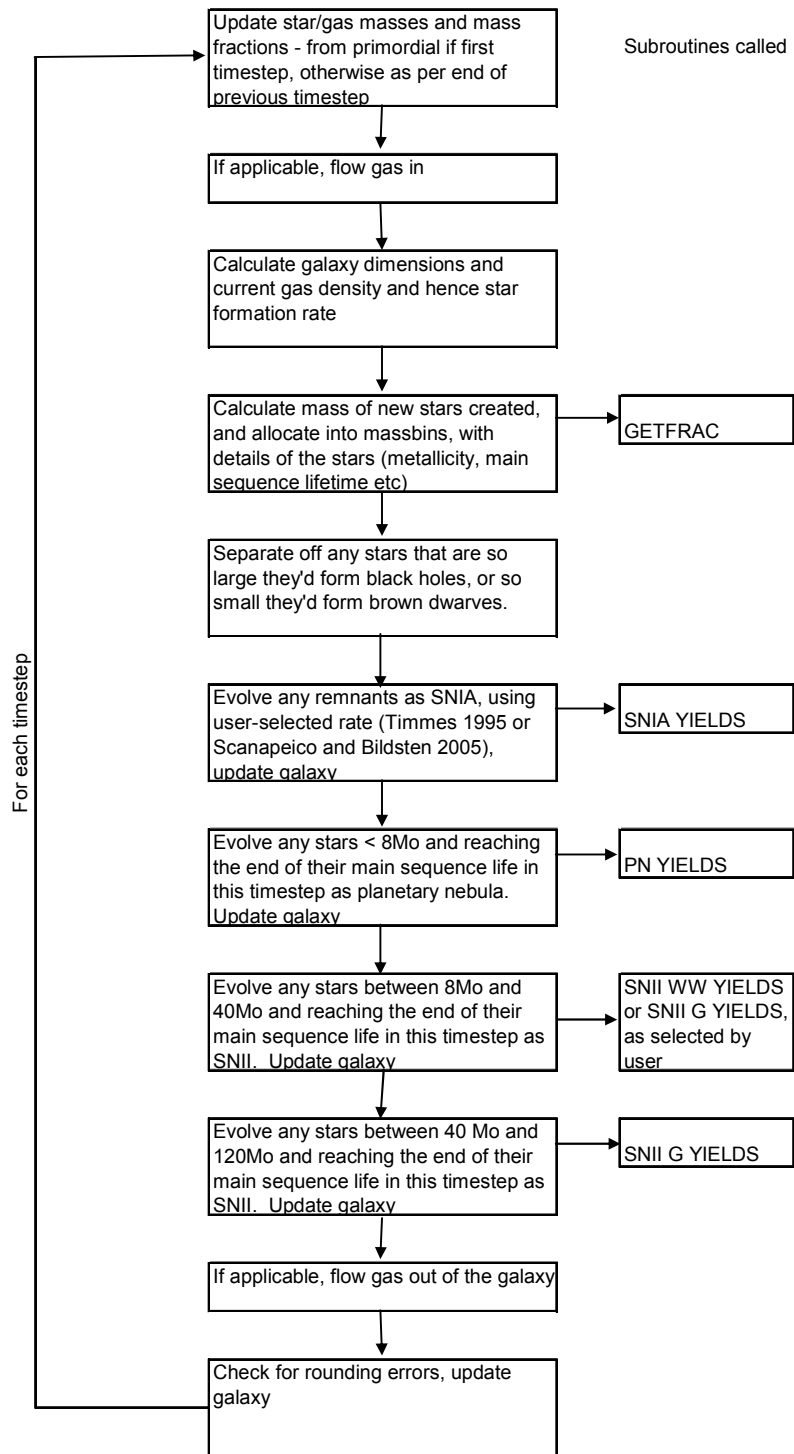 Update star/gas masses and mass
fractions - from primordial if first
timestep, otherwise as per end of
previous timestep
Subroutines called
If applicable, flow gas in
Calculate galaxy dimensions and
current gas density and hence star
formation rate
Calculate mass of new stars created,
and allocate into massbins, with
details of the stars (metallicity, main
sequence lifetime etc)
GETFRAC
Separate off any stars that are so
large they'd form black holes, or so
small they'd form brown dwarves.
For each timestep
Evolve any remnants as SNIA, using
user-selected rate (Timmes 1995 or
Scanapeico and Bildsten 2005),
update galaxy
SNIA YIELDS
Evolve any stars < 8Mo and reaching
the end of their main sequence life in
this timestep as planetary nebula.
Update galaxy
PN YIELDS
Evolve any stars between 8Mo and
40Mo and reaching the end of their
main sequence life in this timestep as
SNII.  Update galaxy
SNII WW YIELDS
or SNII G YIELDS,
as selected by
user
Evolve any stars between 40 Mo and
120Mo and reaching the end of their
main sequence life in this timestep as
SNII.  Update galaxy
SNII G YIELDS
If applicable, flow gas out of the galaxy
Check for rounding errors, update
galaxy